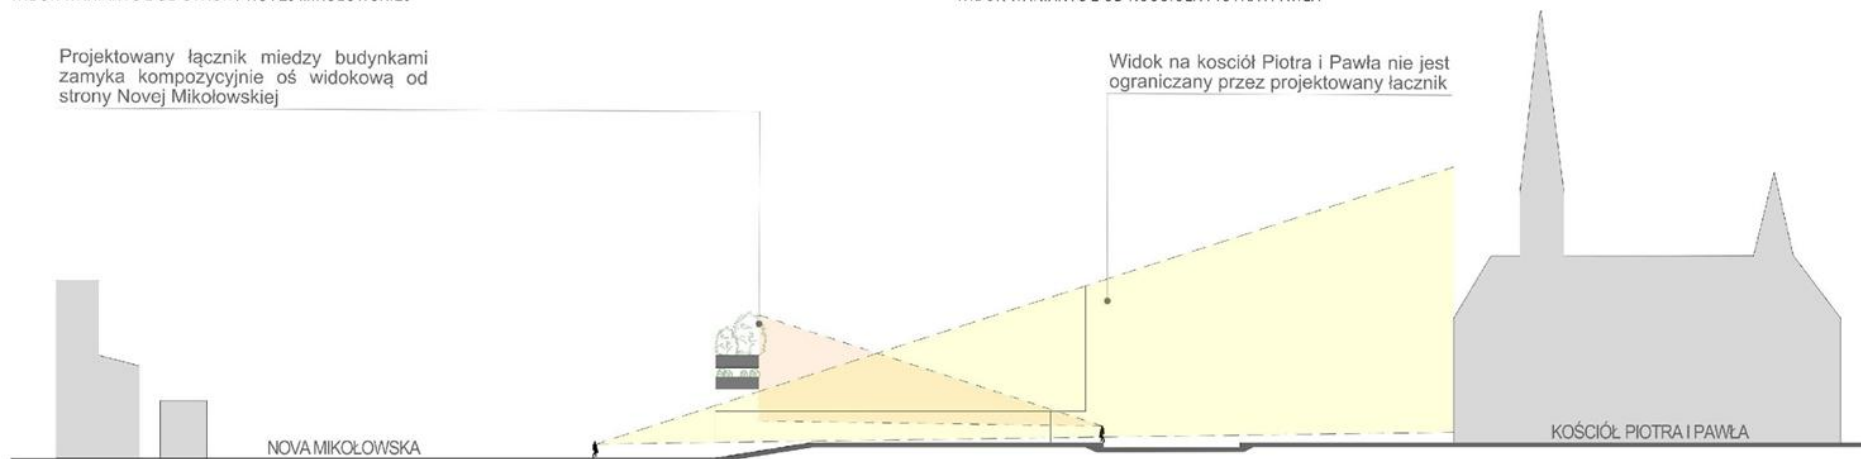 Projektowany łącznik miedzy budynkami
zamyka kompozycyjnie oś widokową od
strony Novej Mikołowskiej
Widok na kosciół Piotra i Pawła nie jest
ograniczany przez projektowany łacznik
NOVA MIKOŁOWSKA
KOŚCIÓŁ PIOTRA I PAWŁA